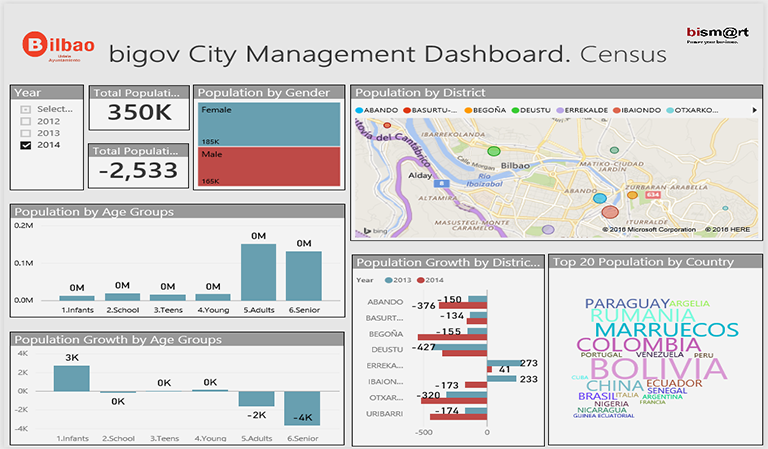 Bilbao
Udala
Ayuntamiento
bigov City Management Dashboard. Census
bism@rt
Power your business.
Year
Select...
2012
2013
2014
Total Populati...
350K
Total Populati...
-2,533
Population by Gender
Female
185K
Male
165K
Population by District
ABANDO BASURTU-... BEGOÑA DEUSTU ERREKALDE IBAIONDO OTXARKO...
IBARREKOLANDA
Autovía del Cantábrico
Calle Morgan
Bilbao
MATIKO-CIUDAD
JARDIN
Alday
8
Ria
Ibaizabal
ZURBARAN-ARABELLA
ALTAMIRA
ABANDO
634
MASUSTEGI-MONTE
CARAMELO
ITURRALDE
bing
© 2016 Microsoft Corporation © 2016 HERE
Population by Age Groups
0.2M
0.1M
0.0M
0M 0M 0M 0M 0M 0M
1.Infants 2.School 3.Teens 4.Young 5.Adults 6.Senior
Population Growth by Age Groups
4K
2K
0K
-2K
-4K
3K 0K 0K 0K -2K -4K
1.Infants 2.School 3.Teens 4.Young 5.Adults 6.Senior
Population Growth by Distric...
Year 2013 2014
ABANDO -150
-376
BASURT... -134
BEGOÑA -155
DEUSTU -427
ERREKA... 273
41
IBAION... 233
-173
OTXAR... -320
URIBARRI -174
-500 0
Top 20 Population by Country
PARAGUAY ARGELIA
RUMANIA
MARRUECOS
COLOMBIA
PORTUGAL VENEZUELA PERU
BOLIVIA
CUBA
CHINA ECUADOR
SENEGAL
BRASIL ITALIA ARGENTINA
NIGERIA FRANCIA
NICARAGUA
GUINEA ECUATORIAL